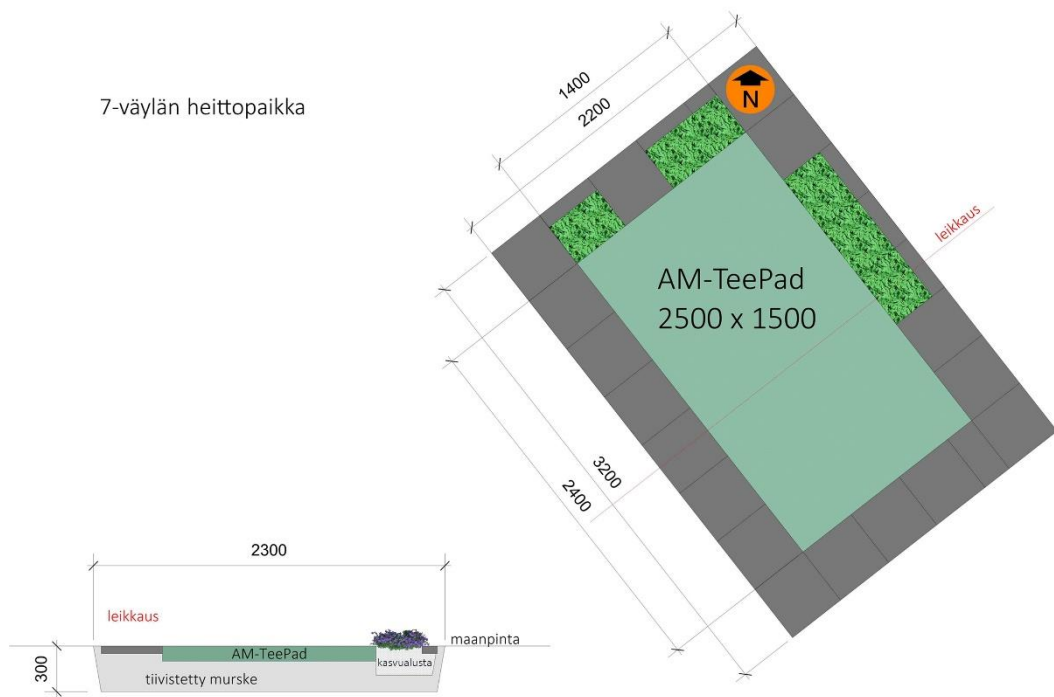 7-väylän heittopaikka
1400
2200
N
leikkaus
AM-TeePad
2500 x 1500
3200
2400
2300
leikkaus
maanpinta
AM-TeePad
kasvualusta
300
tiivistetty murske